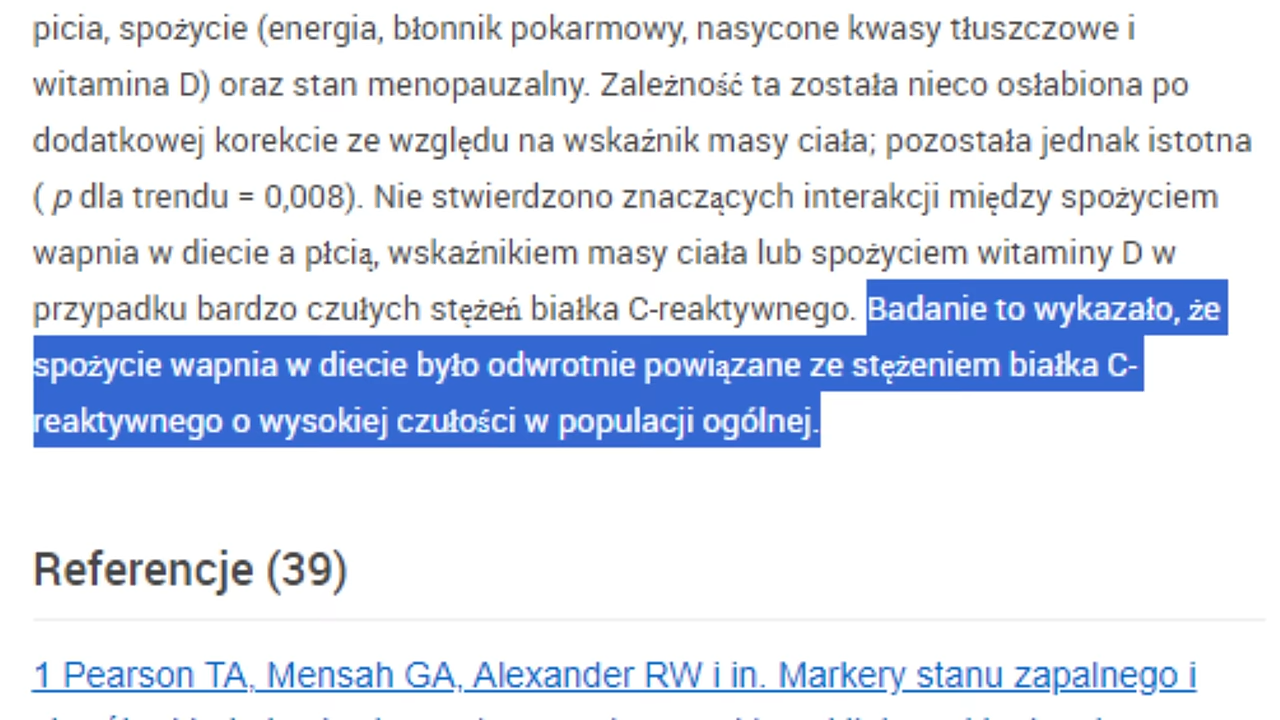 picia, spożycie (energia, błonnik pokarmowy, nasycone kwasy tłuszczowe i
witamina D) oraz stan menopauzalny. Zależność ta została nieco osłabiona po
dodatkowej korekcie ze względu na wskaźnik masy ciała; pozostała jednak istotna
( p dla trendu = 0,008). Nie stwierdzono znaczących interakcji między spożyciem
wapnia w diecie a płcią, wskaźnikiem masy ciała lub spożyciem witaminy D w
przypadku bardzo czułych stężeń białka C-reaktywnego. Badanie to wykazało, że
spożycie wapnia w diecie było odwrotnie powiązane ze stężeniem białka C-
reaktywnego o wysokiej czułości w populacji ogólnej.
Referencje (39)
1 Pearson TA, Mensah GA, Alexander RW i in. Markery stanu zapalnego i